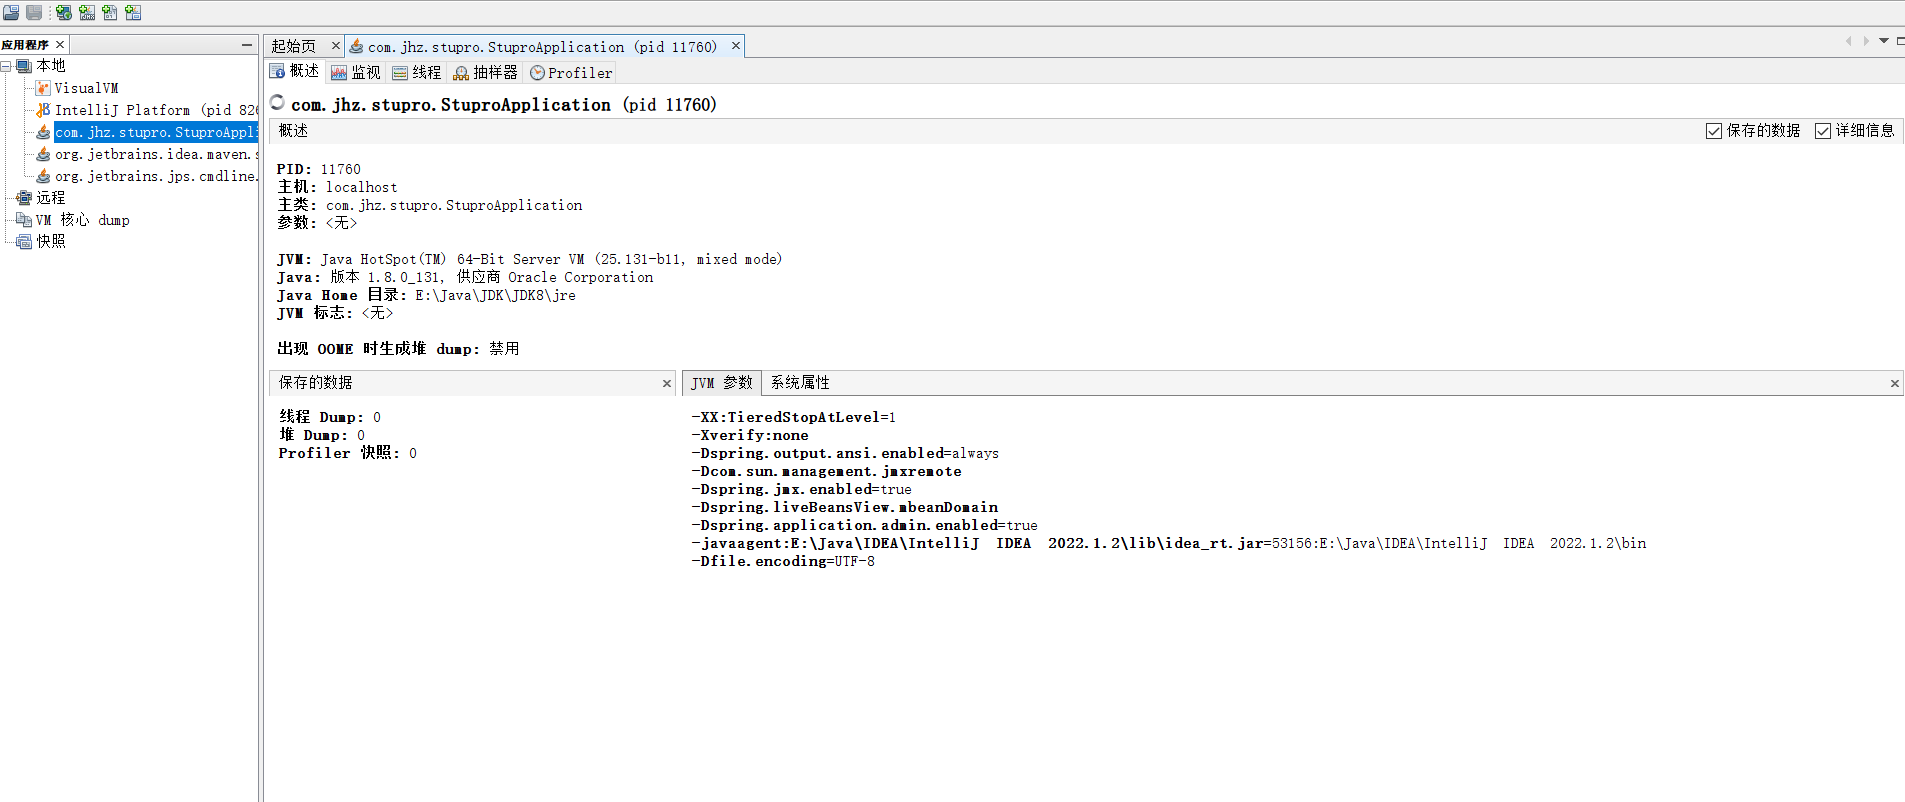 应用程序
本地
VisualVM
IntelliJ Platform (pid 826
com.jhz.stupro.StuproAppli
org.jetbrains.idea.maven.s
org.jetbrains.jps.cmdline.
远程
VM 核心 dump
快照
起始页
com.jhz.stupro.StuproApplication (pid 11760)
概述 监视 线程 抽样器 Profiler
com.jhz.stupro.StuproApplication (pid 11760)
概述
保存的数据 详细信息
PID: 11760
主机: localhost
主类: com.jhz.stupro.StuproApplication
参数: <无>
JVM: Java HotSpot(TM) 64-Bit Server VM (25.131-b11, mixed mode)
Java: 版本 1.8.0_131, 供应商 Oracle Corporation
Java Home 目录: E:\Java\JDK\JDK8\jre
JVM 标志: <无>
出现 OOME 时生成堆 dump: 禁用
保存的数据
线程 Dump: 0
堆 Dump: 0
Profiler 快照: 0
JVM 参数 系统属性
-XX:TieredStopAtLevel=1
-Xverify:none
-Dspring.output.ansi.enabled=always
-Dcom.sun.management.jmxremote
-Dspring.jmx.enabled=true
-Dspring.liveBeansView.mbeanDomain
-Dspring.application.admin.enabled=true
-javaagent:E:\Java\IDEA\IntelliJ IDEA 2022.1.2\lib\idea_rt.jar=53156:E:\Java\IDEA\IntelliJ IDEA 2022.1.2\bin
-Dfile.encoding=UTF-8